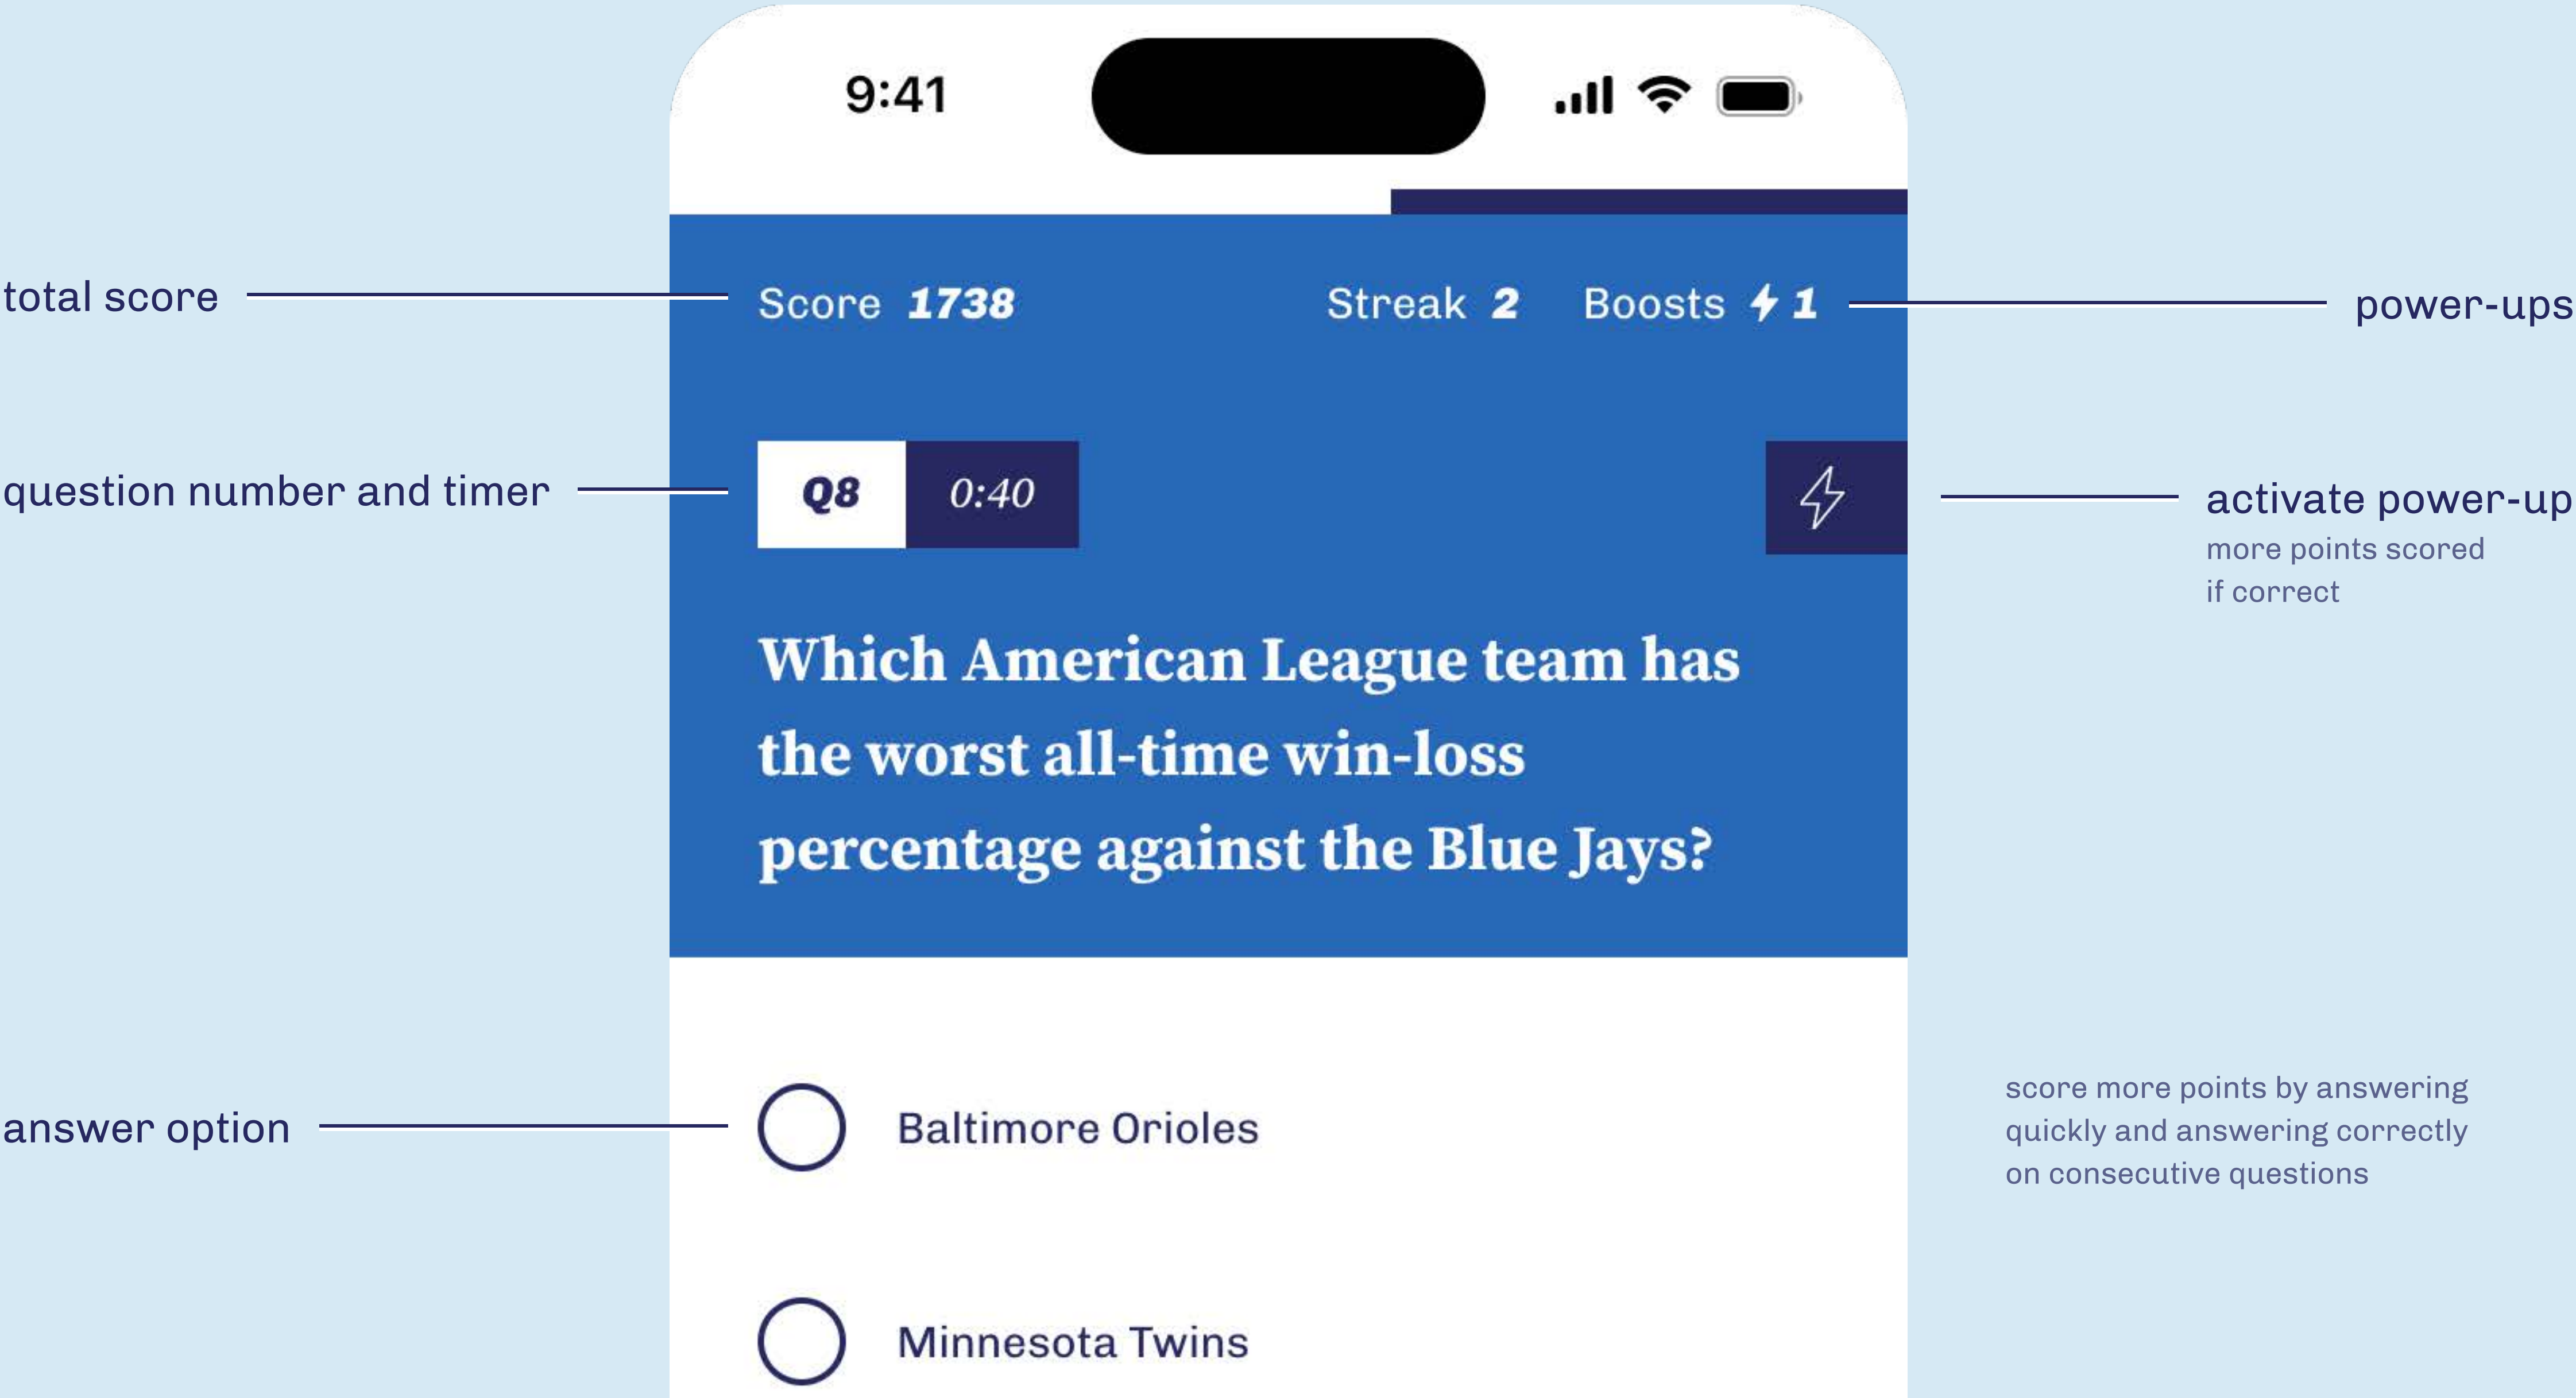 9:41
total score
Score 1738
Streak 2
Boosts 1
power-ups
question number and timer
Q8
0:40
activate power-up
more points scored
if correct
Which American League team has
the worst all-time win-loss
percentage against the Blue Jays?
answer option
Baltimore Orioles
score more points by answering
quickly and answering correctly
on consecutive questions
Minnesota Twins